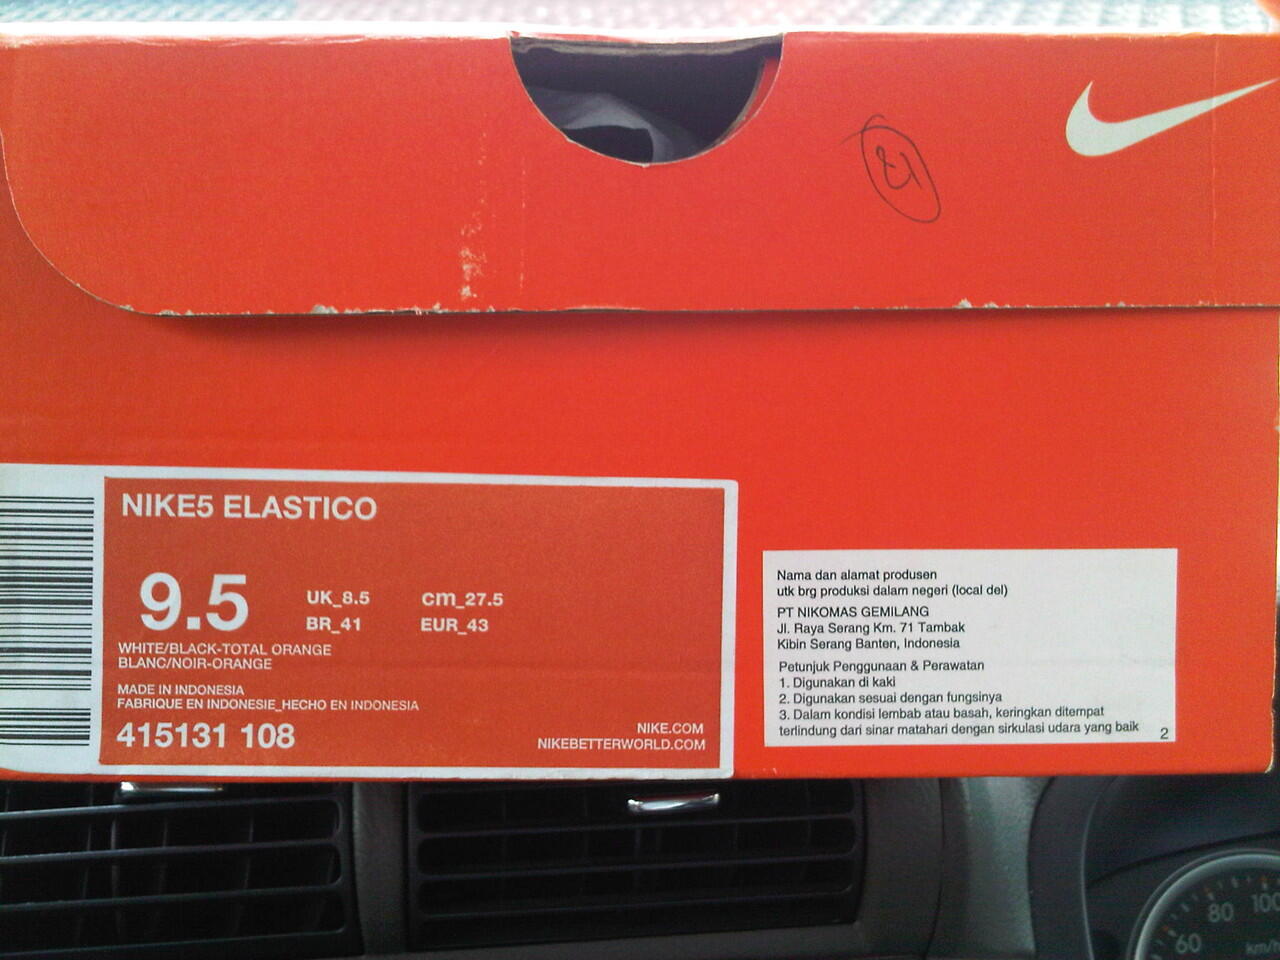 NIKE5 ELASTICO
9.5
UK_8.5
cm_27.5
BR_41
EUR_43
WHITE/BLACK-TOTAL ORANGE
BLANC/NOIR-ORANGE
MADE IN INDONESIA
FABRIQUE EN INDONESIE_HECHO EN INDONESIA
415131 108
NIKE.COM
NIKEBETTERWORLD.COM
Nama dan alamat produsen
utk brg produksi dalam negeri (local del)
PT NIKOMAS GEMILANG
Jl. Raya Serang Km. 71 Tambak
Kibin Serang Banten, Indonesia
Petunjuk Penggunaan & Perawatan
1. Digunakan di kaki
2. Digunakan sesuai dengan fungsinya
3. Dalam kondisi lembab atau basah, keringkan ditempat
terlindung dari sinar matahari dengan sirkulasi udara yang baik
2
60
80
100
km/h